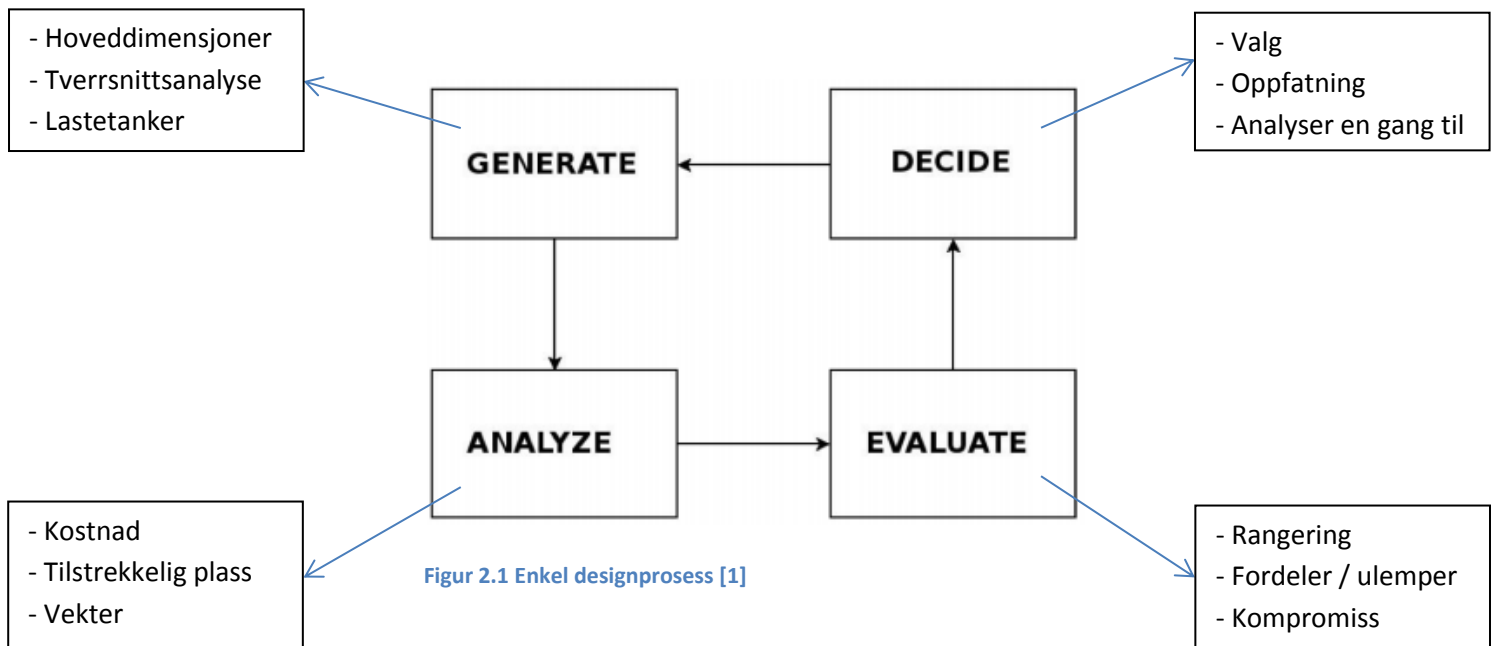 - Hoveddimensjoner
- Tverrsnittsanalyse
- Lastetanker
- Valg
- Oppfatning
- Analyser en gang til
GENERATE
DECIDE
ANALYZE
EVALUATE
- Kostnad
- Tilstrekkelig plass
- Vekter
Figur 2.1 Enkel designprosess [1]
- Rangering
- Fordeler / ulemper
- Kompromiss